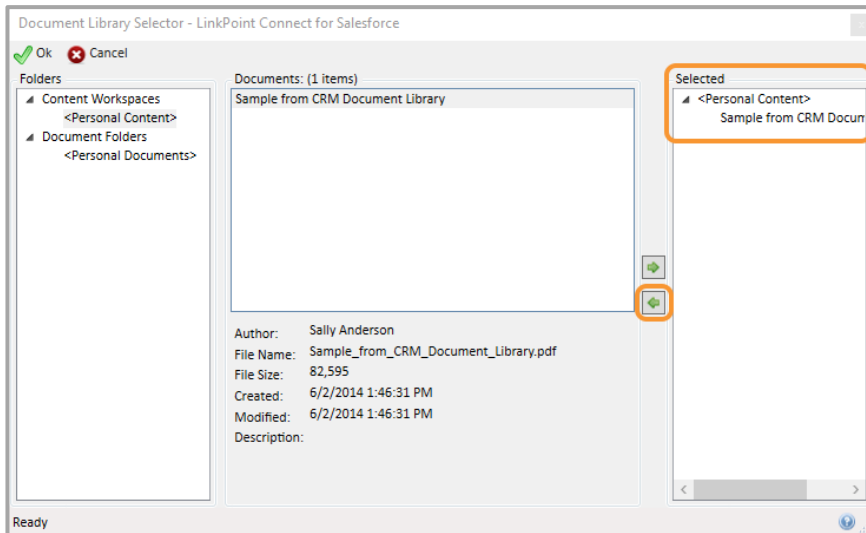 Document Library Selector - LinkPoint Connect for Salesforce
Ok Cancel
Folders
Content Workspaces
<Personal Content>
Document Folders
<Personal Documents>
Documents: (1 items)
Sample from CRM Document Library
Author: Sally Anderson
File Name: Sample_from_CRM_Document_Library.pdf
File Size: 82,595
Created: 6/2/2014 1:46:31 PM
Modified: 6/2/2014 1:46:31 PM
Description:
Selected
<Personal Content>
Sample from CRM Docum
Ready